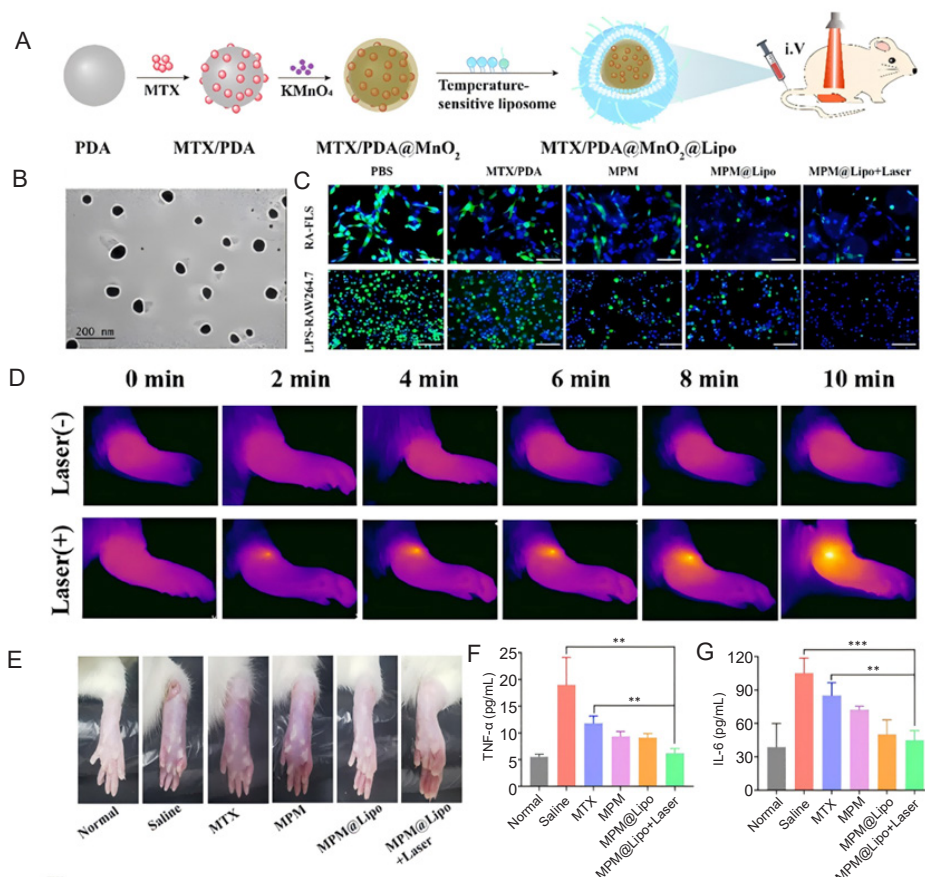 A
MTX
KMnO₄
Temperature-
sensitive liposome
i.V
PDA
MTX/PDA
MTX/PDA@MnO₂
MTX/PDA@MnO₂@Lipo
B
200 nm
C
PBS
MTX/PDA
MPM
MPM@Lipo
MPM@Lipo+Laser
RA-FLS
LPS-RAW264.7
D
0 min
2 min
4 min
6 min
8 min
10 min
Laser(-)
Laser(+)
E
Normal
Saline
MTX
MPM
MPM@Lipo
MPM@Lipo
+Laser
F
TNF-α (pg/mL)
25
20
15
10
5
0
**
**
Normal
Saline
MTX
MPM
MPM@Lipo
MPM@Lipo+Laser
G
IL-6 (pg/mL)
120
90
60
30
0
***
**
Normal
Saline
MTX
MPM
MPM@Lipo
MPM@Lipo+Laser